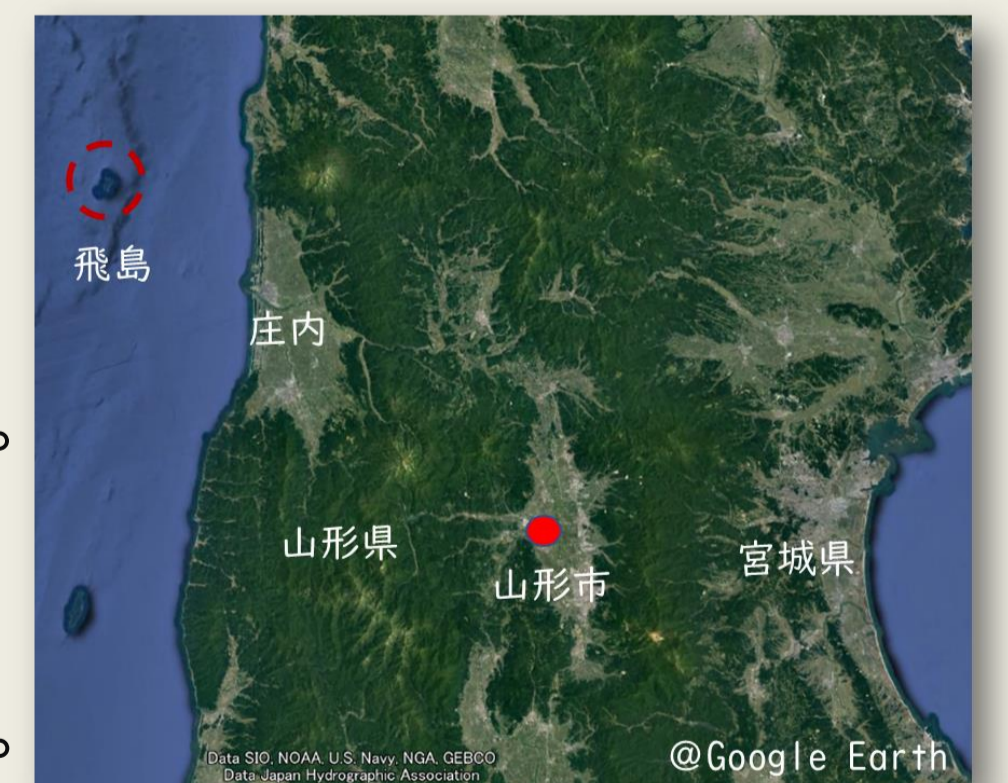 飛島
庄内
山形県
山形市
宮城県
Data SIO, NOAA, U.S. Navy, NGA, GEBCO
Data Japan Hydrographic Association
@Google Earth